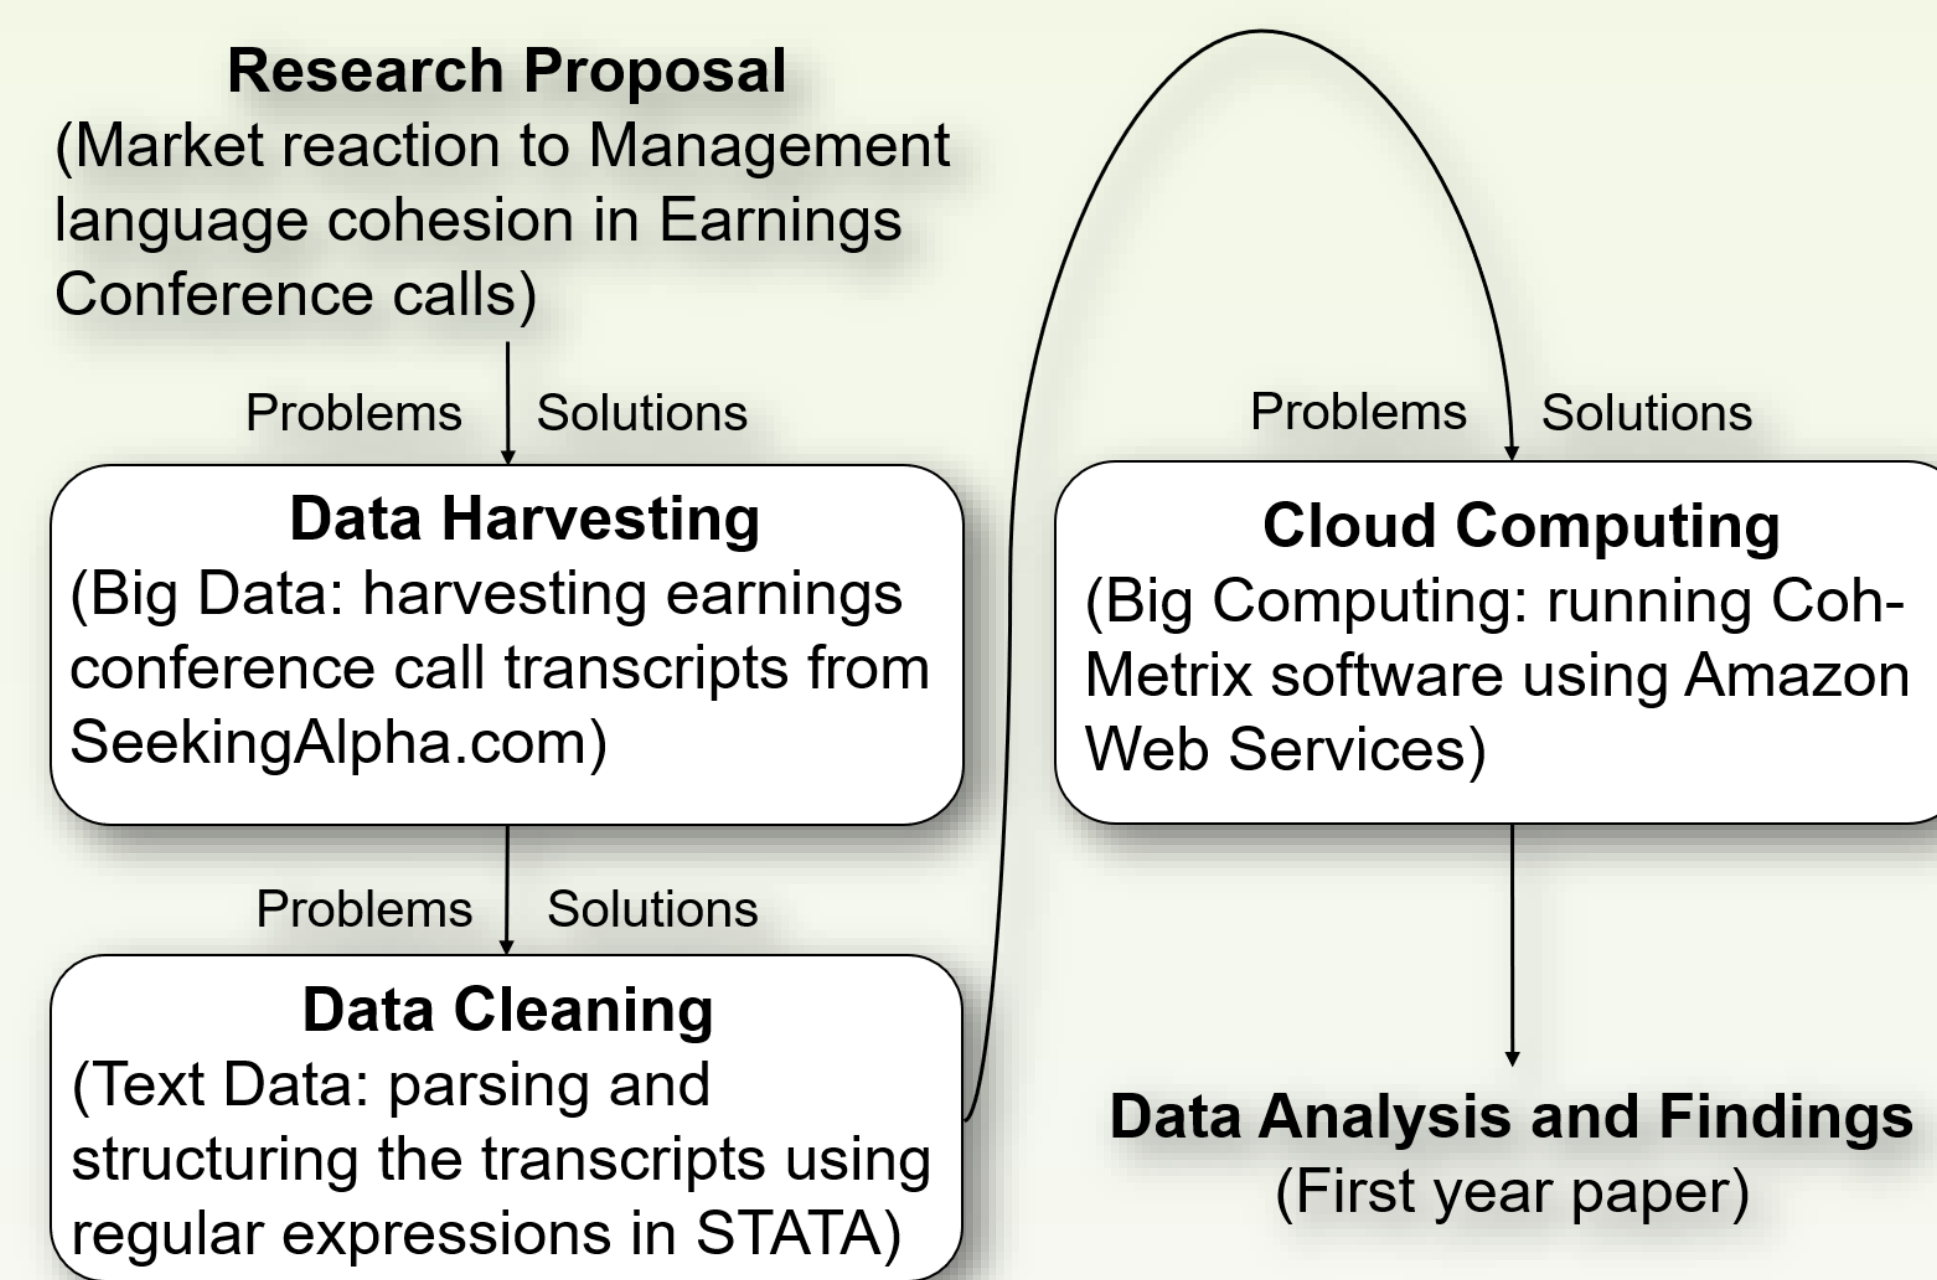 Research Proposal
(Market reaction to Management
language cohesion in Earnings
Conference calls)
Problems Solutions
Data Harvesting
(Big Data: harvesting earnings
conference call transcripts from
SeekingAlpha.com)
Problems Solutions
Data Cleaning
(Text Data: parsing and
structuring the transcripts using
regular expressions in STATA)
Problems Solutions
Cloud Computing
(Big Computing: running Coh-
Metrix software using Amazon
Web Services)
Data Analysis and Findings
(First year paper)